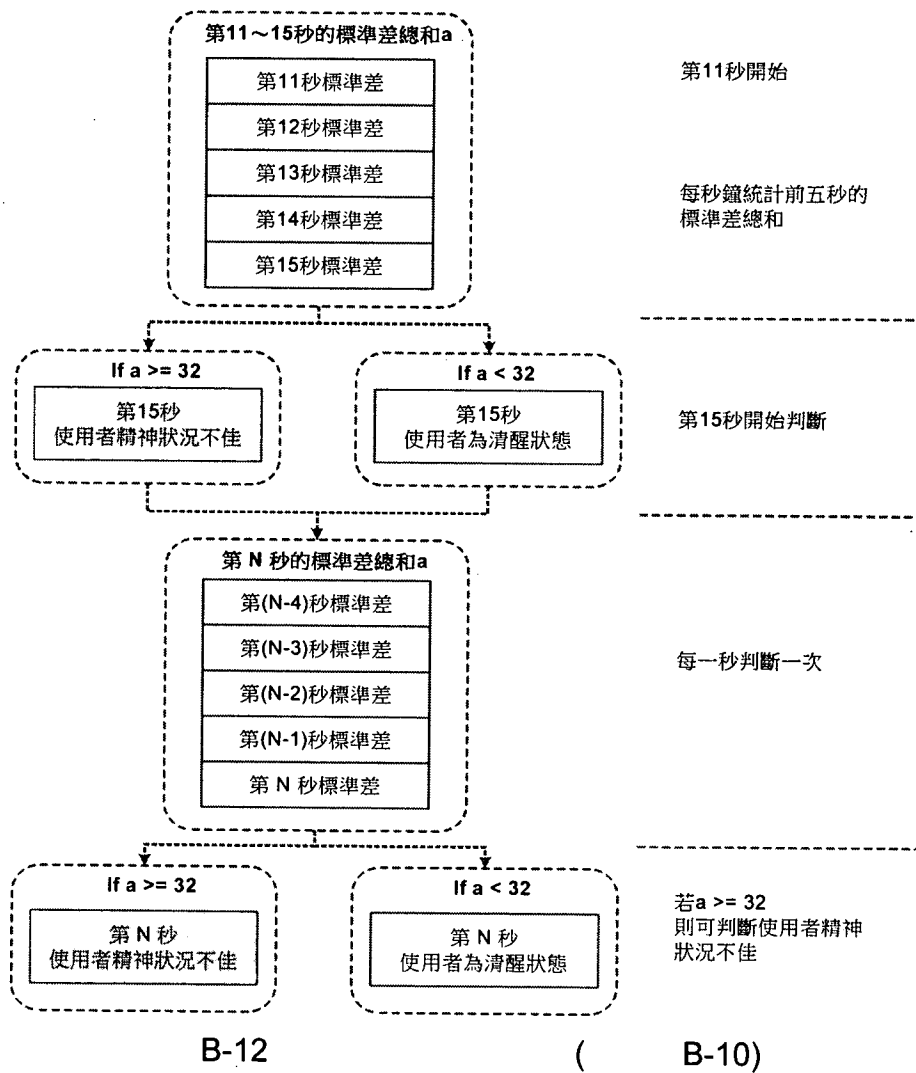 第11～15秒的標準差總和a
第11秒標準差
第12秒標準差
第13秒標準差
第14秒標準差
第15秒標準差
第11秒開始
每秒鐘統計前五秒的
標準差總和
If a >= 32
第15秒
使用者精神狀況不佳
If a < 32
第15秒
使用者為清醒狀態
第15秒開始判斷
第 N 秒的標準差總和a
第(N-4)秒標準差
第(N-3)秒標準差
第(N-2)秒標準差
第(N-1)秒標準差
第 N 秒標準差
每一秒判斷一次
If a >= 32
第 N 秒
使用者精神狀況不佳
If a < 32
第 N 秒
使用者為清醒狀態
若a >= 32
則可判斷使用者精神
狀況不佳
B-12 ( B-10)